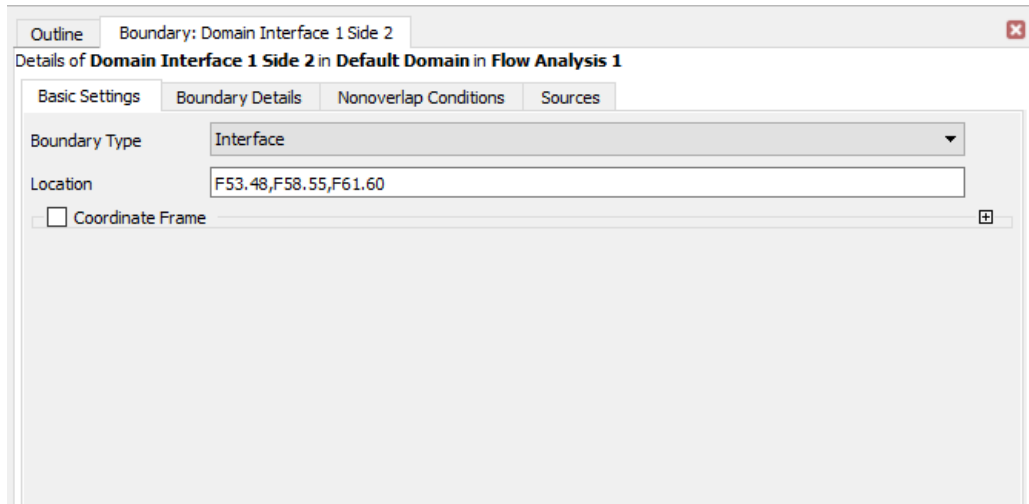 Outline Boundary: Domain Interface 1 Side 2
Details of Domain Interface 1 Side 2 in Default Domain in Flow Analysis 1
Basic Settings Boundary Details Nonoverlap Conditions Sources
Boundary Type Interface
Location F53.48,F58.55,F61.60
Coordinate Frame